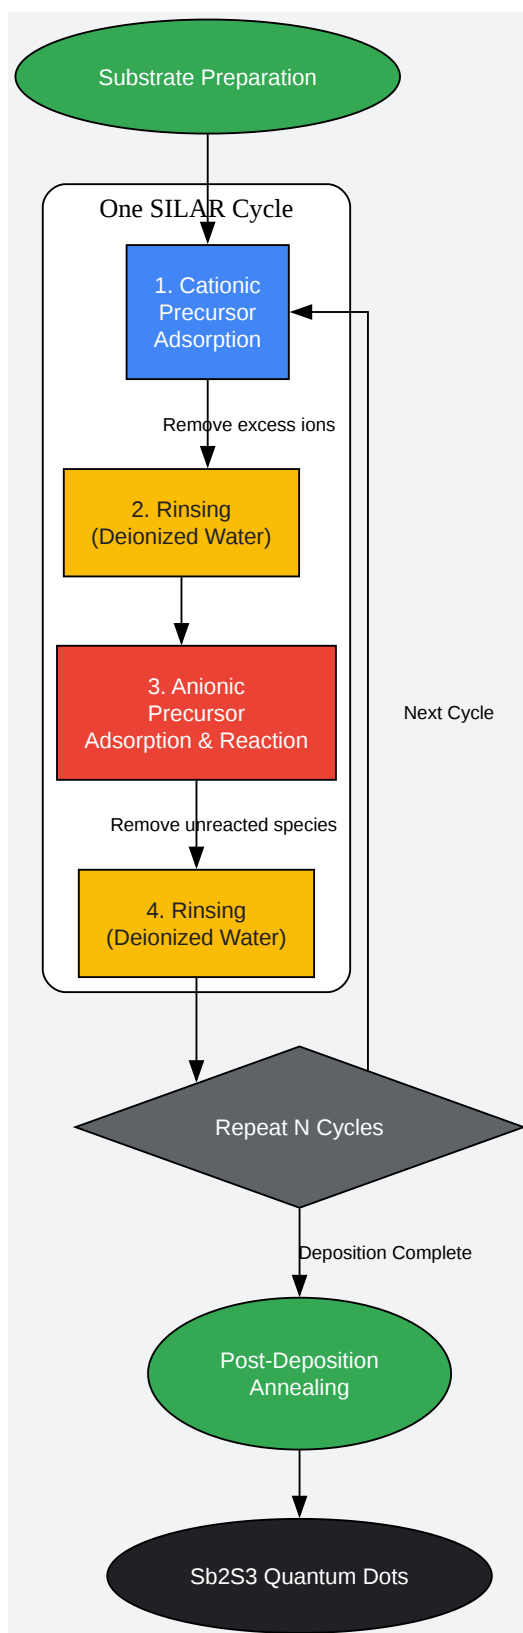 Substrate Preparation
One SILAR Cycle
1. Cationic
Precursor
Adsorption
Remove excess ions
2. Rinsing
(Deionized Water)
3. Anionic
Precursor
Adsorption & Reaction
Next Cycle
Remove unreacted species
4. Rinsing
(Deionized Water)
Repeat N Cycles
Deposition Complete
Post-Deposition
Annealing
Sb2S3 Quantum Dots